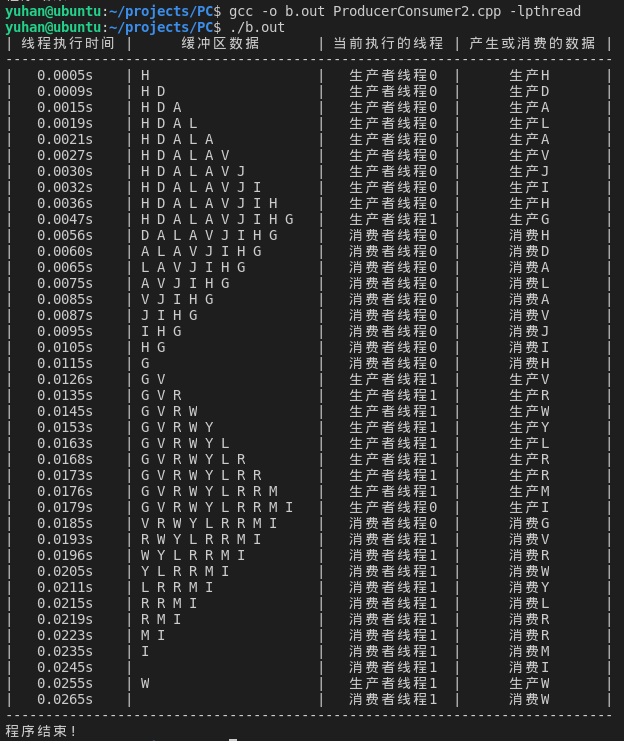 yuhan@ubuntu:~/projects/PC$ gcc -o b.out ProducerConsumer2.cpp -lpthread
yuhan@ubuntu:~/projects/PC$ ./b.out
| 线程执行时间 | 缓冲区数据 | 当前执行的线程 | 产生或消费的数据 |
--------------------------------------------------------------------------
| 0.0005s | H | 生产者线程0 | 生产H |
| 0.0009s | H D | 生产者线程0 | 生产D |
| 0.0015s | H D A | 生产者线程0 | 生产A |
| 0.0019s | H D A L | 生产者线程0 | 生产L |
| 0.0021s | H D A L A | 生产者线程0 | 生产A |
| 0.0027s | H D A L A V | 生产者线程0 | 生产V |
| 0.0030s | H D A L A V J | 生产者线程0 | 生产J |
| 0.0032s | H D A L A V J I | 生产者线程0 | 生产I |
| 0.0036s | H D A L A V J I H | 生产者线程0 | 生产H |
| 0.0047s | H D A L A V J I H G | 生产者线程1 | 生产G |
| 0.0056s | D A L A V J I H G | 消费者线程0 | 消费H |
| 0.0060s | A L A V J I H G | 消费者线程0 | 消费D |
| 0.0065s | L A V J I H G | 消费者线程0 | 消费A |
| 0.0075s | A V J I H G | 消费者线程0 | 消费L |
| 0.0085s | V J I H G | 消费者线程0 | 消费A |
| 0.0087s | J I H G | 消费者线程0 | 消费V |
| 0.0095s | I H G | 消费者线程0 | 消费J |
| 0.0105s | H G | 消费者线程0 | 消费I |
| 0.0115s | G | 消费者线程0 | 消费H |
| 0.0126s | G V | 生产者线程1 | 生产V |
| 0.0135s | G V R | 生产者线程1 | 生产R |
| 0.0145s | G V R W | 生产者线程1 | 生产W |
| 0.0153s | G V R W Y | 生产者线程1 | 生产Y |
| 0.0163s | G V R W Y L | 生产者线程1 | 生产L |
| 0.0168s | G V R W Y L R | 生产者线程1 | 生产R |
| 0.0173s | G V R W Y L R R | 生产者线程1 | 生产R |
| 0.0176s | G V R W Y L R R M | 生产者线程1 | 生产M |
| 0.0179s | G V R W Y L R R M I | 生产者线程0 | 生产I |
| 0.0185s | V R W Y L R R M I | 消费者线程0 | 消费G |
| 0.0193s | R W Y L R R M I | 消费者线程1 | 消费V |
| 0.0196s | W Y L R R M I | 消费者线程1 | 消费R |
| 0.0205s | Y L R R M I | 消费者线程1 | 消费W |
| 0.0211s | L R R M I | 消费者线程1 | 消费Y |
| 0.0215s | R R M I | 消费者线程1 | 消费L |
| 0.0219s | R M I | 消费者线程1 | 消费R |
| 0.0223s | M I | 消费者线程1 | 消费R |
| 0.0235s | I | 消费者线程1 | 消费M |
| 0.0245s | | 消费者线程1 | 消费I |
| 0.0255s | W | 生产者线程1 | 生产W |
| 0.0265s | | 消费者线程1 | 消费W |
--------------------------------------------------------------------------
程序结束!